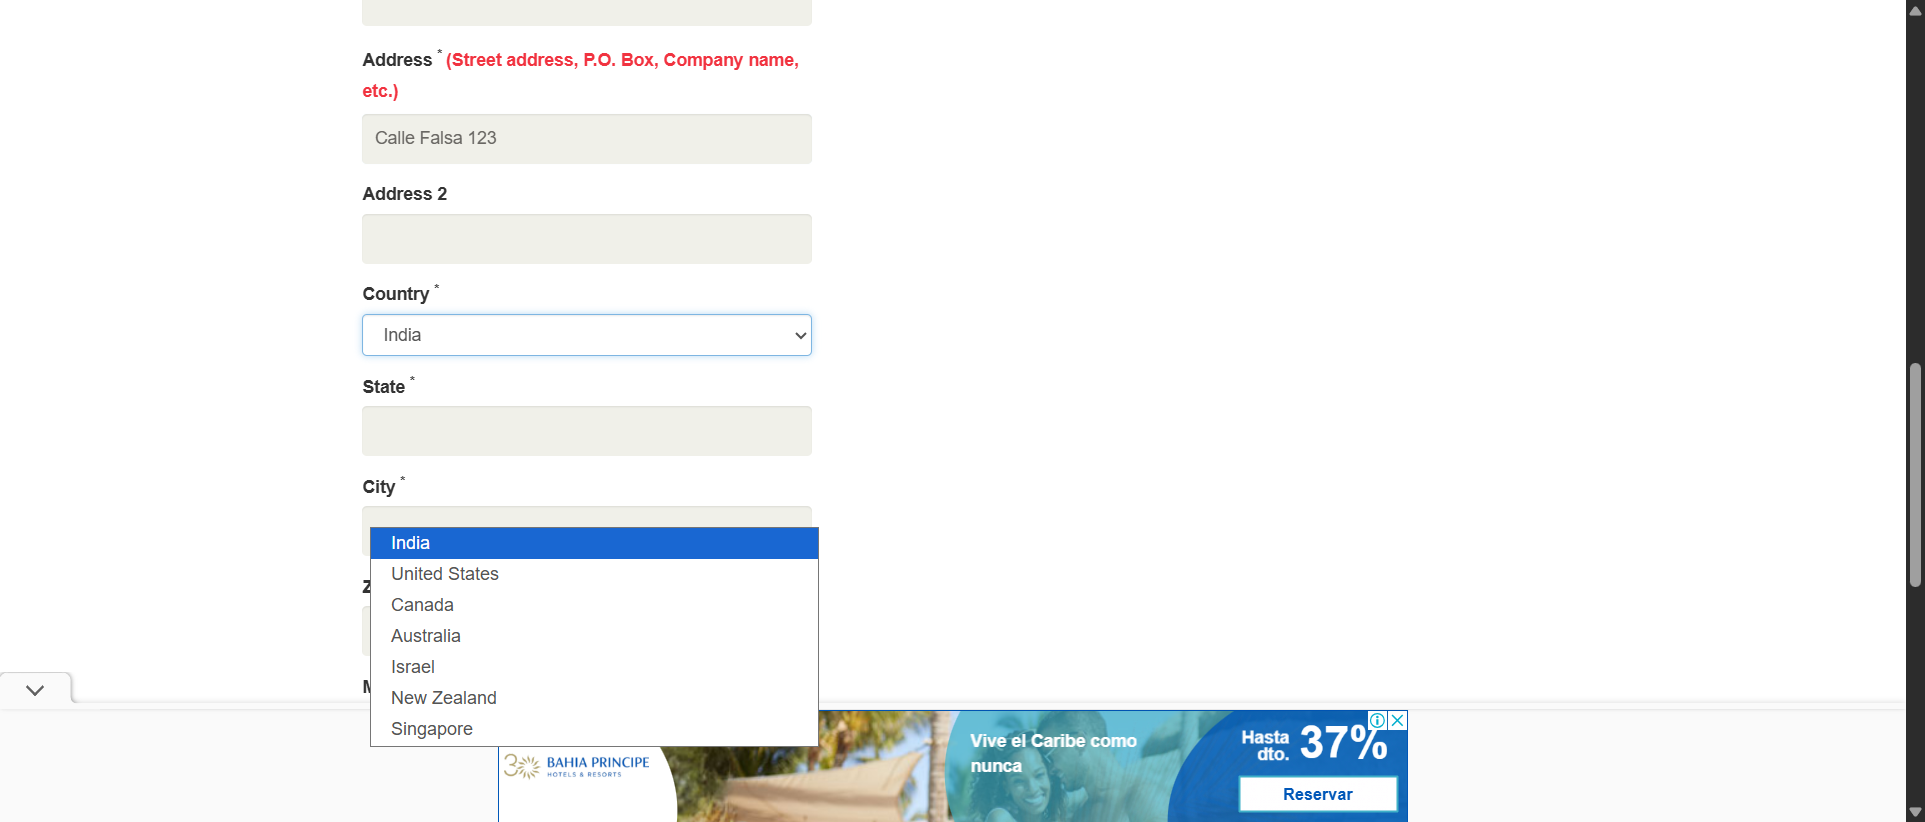 Address * (Street address, P.O. Box, Company name,
etc.)
Calle Falsa 123
Address 2
Country *
India
State *
City *
India
United States
Canada
Australia
Israel
New Zealand
Singapore
Vive el Caribe como
nunca
Hasta
dto. 37%
30 BAHIA PRINCIPE
HOTELS & RESORTS
Reservar